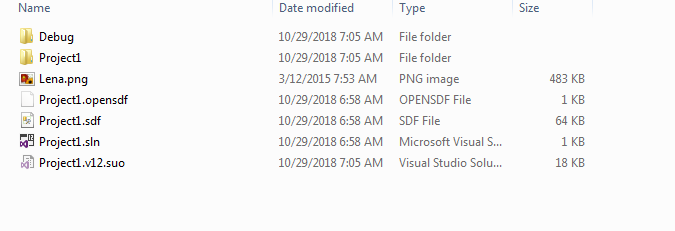 Name Date modified Type Size
Debug 10/29/2018 7:05 AM File folder
Project1 10/29/2018 7:05 AM File folder
Lena.png 3/12/2015 7:53 AM PNG image 483 KB
Project1.opensdf 10/29/2018 6:58 AM OPENSDF File 1 KB
Project1.sdf 10/29/2018 6:58 AM SDF File 64 KB
Project1.sln 10/29/2018 6:58 AM Microsoft Visual S... 1 KB
Project1.v12.suo 10/29/2018 7:05 AM Visual Studio Solu... 18 KB